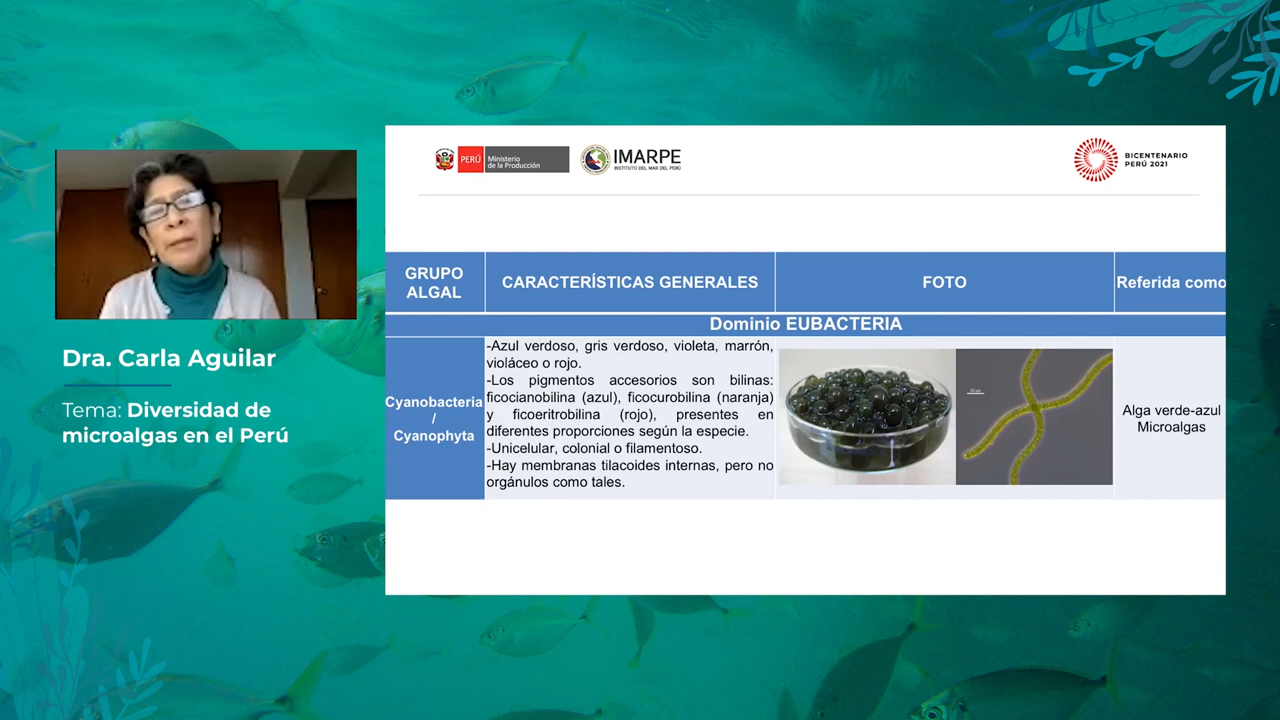 PERÚ
Ministerio
de la Producción
IMARPE
INSTITUTO DEL MAR DEL PERÚ
BICENTENARIO
PERÚ 2021
GRUPO
ALGAL
CARACTERÍSTICAS GENERALES
FOTO
Referida como
Dominio EUBACTERIA
Cyanobacteria
/
Cyanophyta
-Azul verdoso, gris verdoso, violeta, marrón,
violáceo o rojo.
-Los pigmentos accesorios son bilinas:
ficocianobilina (azul), ficocurobilina (naranja)
y ficoeritrobilina (rojo), presentes en
diferentes proporciones según la especie.
-Unicelular, colonial o filamentoso.
-Hay membranas tilacoides internas, pero no
orgánulos como tales.
Alga verde-azul
Microalgas
Dra. Carla Aguilar
Tema: Diversidad de
microalgas en el Perú